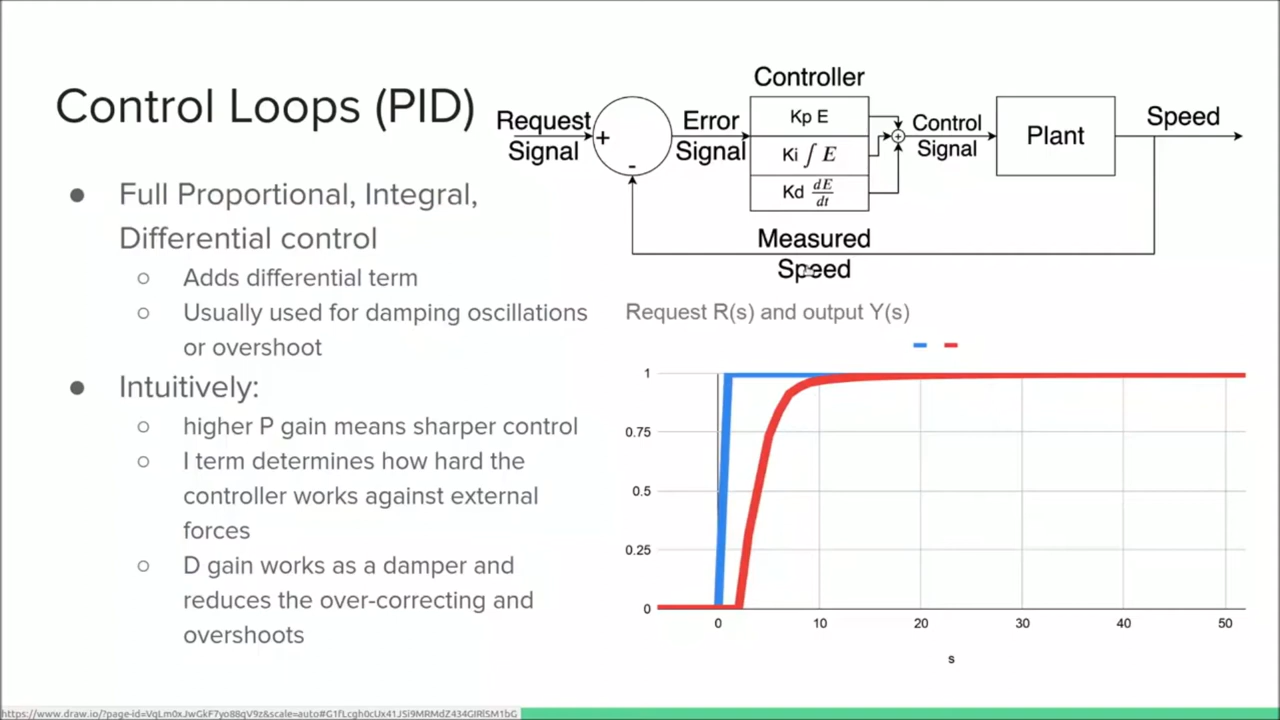 Control Loops (PID)
● Full Proportional, Integral,
Differential control
○ Adds differential term
○ Usually used for damping oscillations
or overshoot
● Intuitively:
○ higher P gain means sharper control
○ I term determines how hard the
controller works against external
forces
○ D gain works as a damper and
reduces the over-correcting and
overshoots
Controller
Request
Signal
+
-
Error
Signal
Kp E
Ki ∫ E
Kd dE/dt
+
Control
Signal
Plant
Speed
Measured
Speed
Request R(s) and output Y(s)
1
0.75
0.5
0.25
0
0 10 20 30 40 50
s